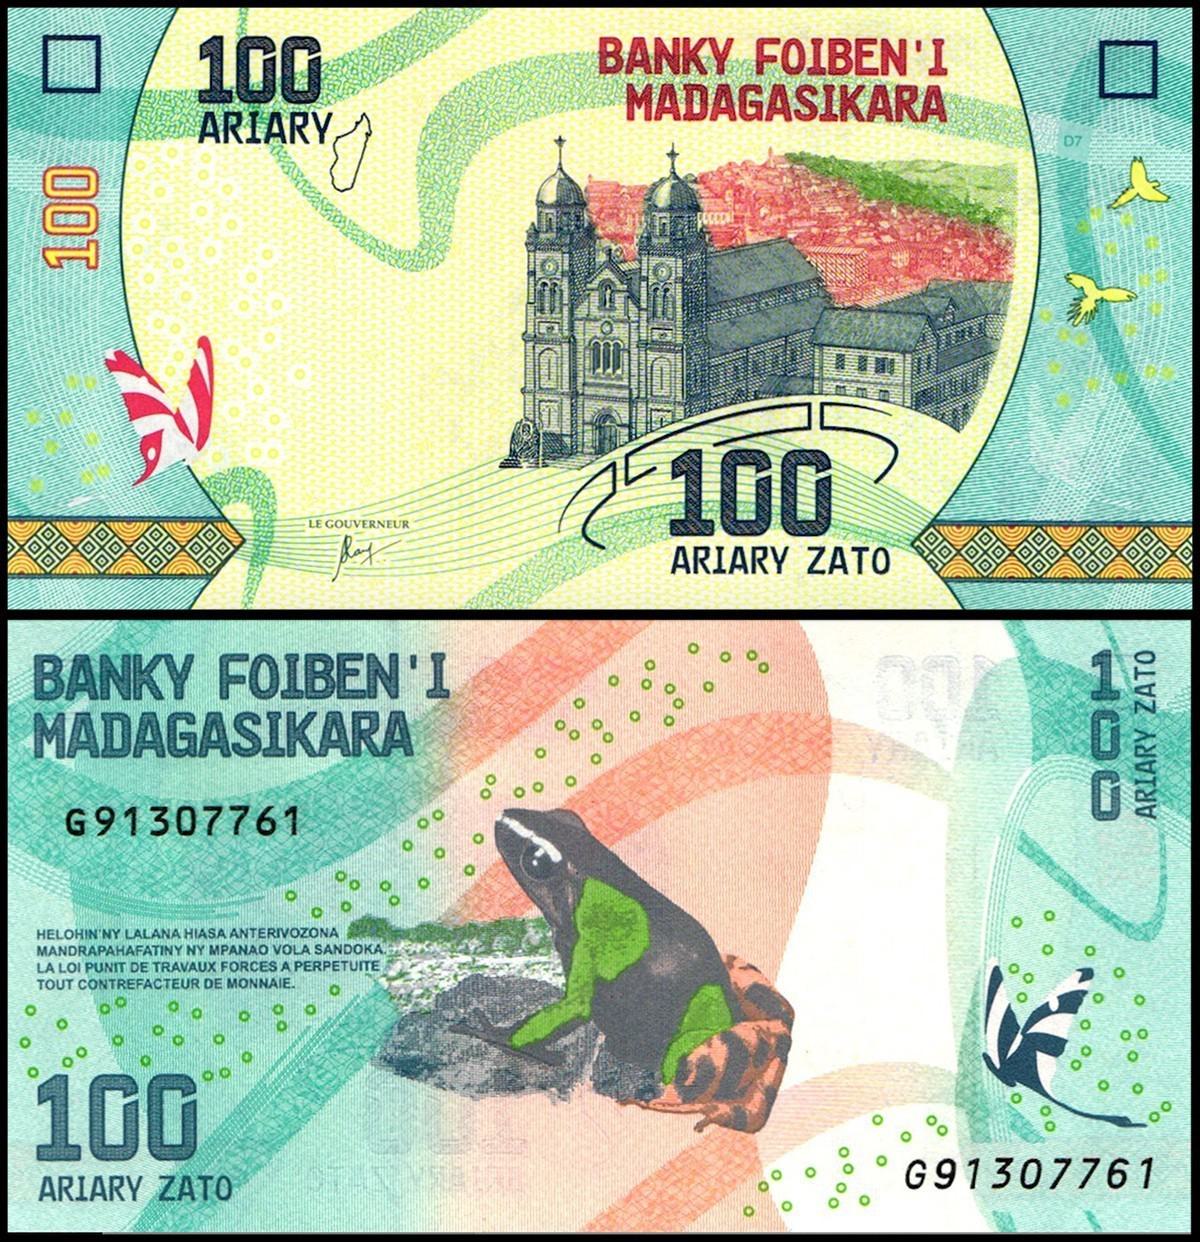 100
ARIARY
BANKY FOIBEN'I
MADAGASIKARA
D7
100
LE GOUVERNEUR
100
ARIARY ZATO
BANKY FOIBEN'I
MADAGASIKARA
G91307761
100
ARIARY ZATO
HELOHIN'NY LALANA HIASA ANTERIVOZONA
MANDRAPAHAFATINY NY MPANAO VOLA SANDOKA.
LA LOI PUNIT DE TRAVAUX FORCES A PERPETUITE
TOUT CONTREFACTEUR DE MONNAIE.
100
ARIARY ZATO
G91307761